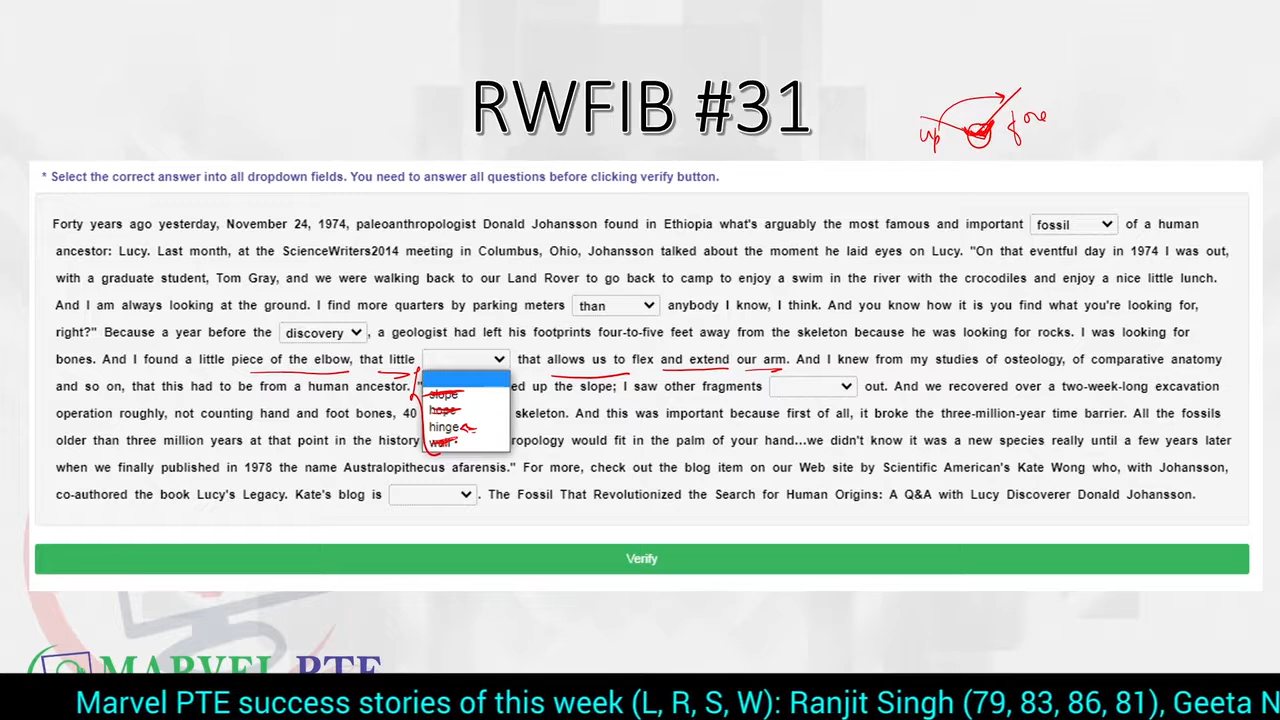 RWFIB #31
up
fore
* Select the correct answer into all dropdown fields. You need to answer all questions before clicking verify button.
Forty years ago yesterday, November 24, 1974, paleoanthropologist Donald Johansson found in Ethiopia what's arguably the most famous and important fossil of a human
ancestor: Lucy. Last month, at the ScienceWriters2014 meeting in Columbus, Ohio, Johansson talked about the moment he laid eyes on Lucy. "On that eventful day in 1974 I was out,
with a graduate student, Tom Gray, and we were walking back to our Land Rover to go back to camp to enjoy a swim in the river with the crocodiles and enjoy a nice little lunch.
And I am always looking at the ground. I find more quarters by parking meters than anybody I know, I think. And you know how it is you find what you're looking for,
right?" Because a year before the discovery , a geologist had left his footprints four-to-five feet away from the skeleton because he was looking for rocks. I was looking for
bones. And I found a little piece of the elbow, that little that allows us to flex and extend our arm. And I knew from my studies of osteology, of comparative anatomy
and so on, that this had to be from a human ancestor. " ed up the slope; I saw other fragments out. And we recovered over a two-week-long excavation
slope
hope
operation roughly, not counting hand and foot bones, 40 skeleton. And this was important because first of all, it broke the three-million-year time barrier. All the fossils
hinge
wall
older than three million years at that point in the history ropology would fit in the palm of your hand...we didn't know it was a new species really until a few years later
when we finally published in 1978 the name Australopithecus afarensis." For more, check out the blog item on our Web site by Scientific American's Kate Wong who, with Johansson,
co-authored the book Lucy's Legacy. Kate's blog is . The Fossil That Revolutionized the Search for Human Origins: A Q&A with Lucy Discoverer Donald Johansson.
Verify
MARVEL PTE
Marvel PTE success stories of this week (L, R, S, W): Ranjit Singh (79, 83, 86, 81), Geeta N